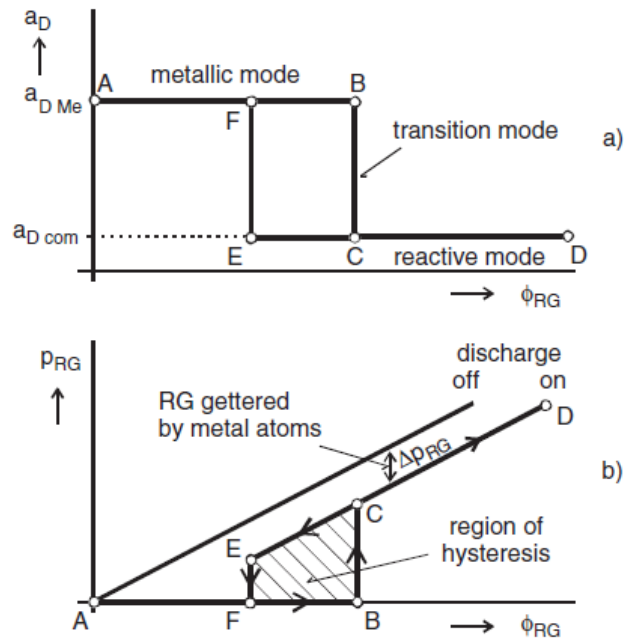 a_D
a_D Me
A
metallic mode
B
F
transition mode
a)
a_D com
E
C
reactive mode
D
ϕ_RG
p_RG
discharge
off
on
RG gettered
by metal atoms
Δp_RG
D
b)
C
E
region of
hysteresis
A
F
B
ϕ_RG